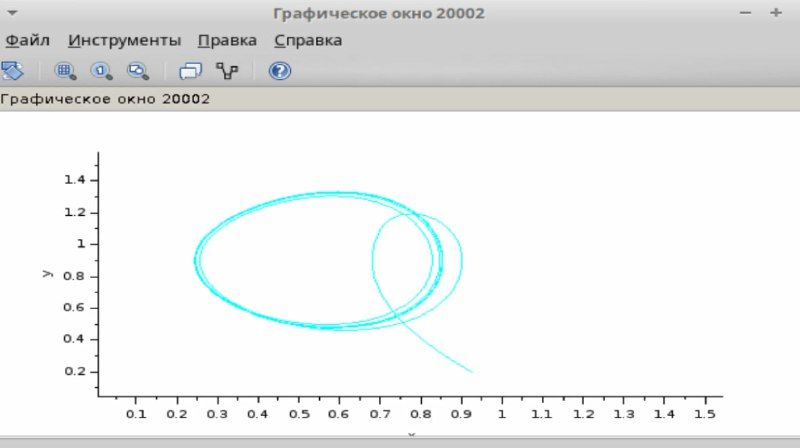 Графическое окно 20002
Файл Инструменты Правка Справка
Графическое окно 20002
1.4
1.2
1
y
0.8
0.6
0.4
0.2
0.1 0.2 0.3 0.4 0.5 0.6 0.7 0.8 0.9 1 1.1 1.2 1.3 1.4 1.5